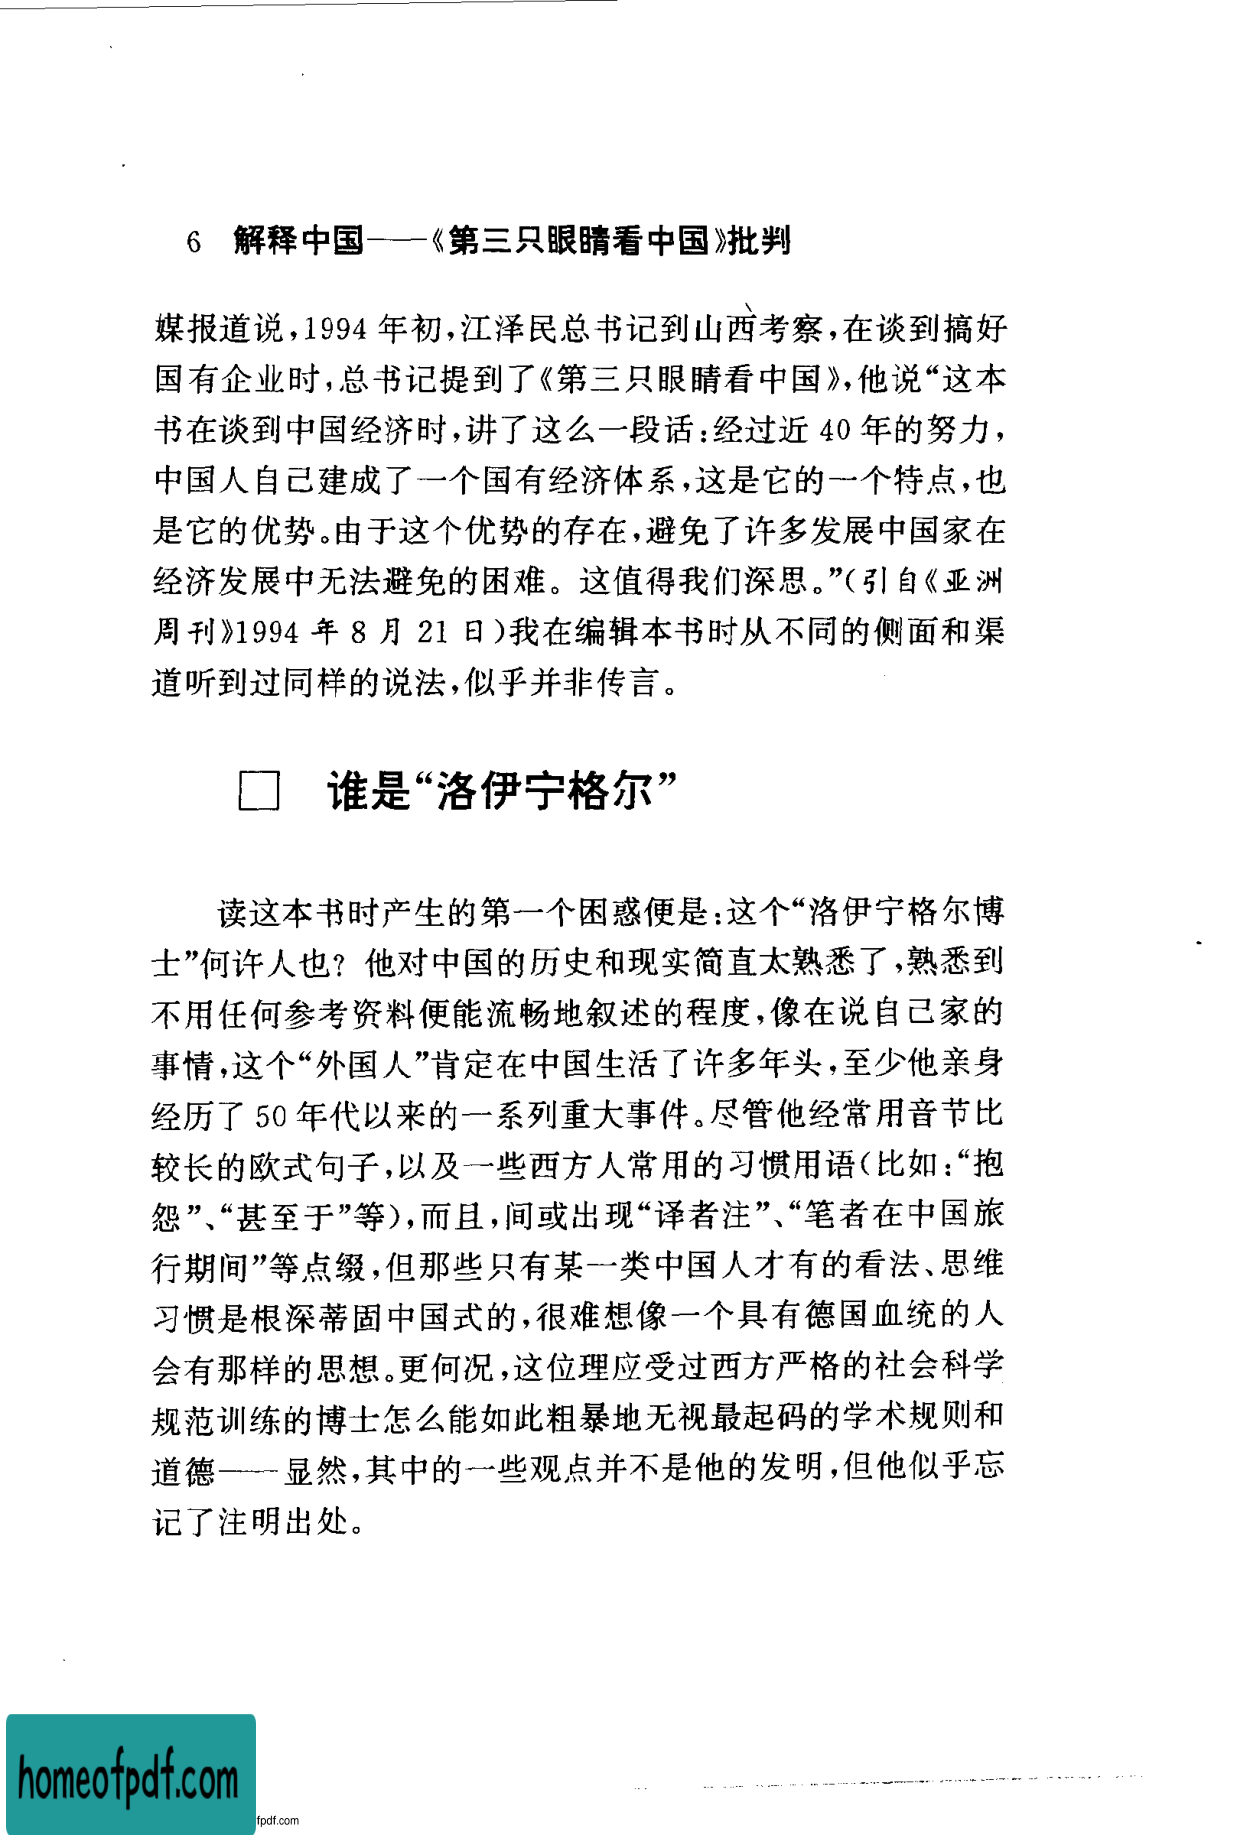 6 解释中国——《第三只眼睛看中国》批判
媒报道说,1994 年初,江泽民总书记到山西考察,在谈到搞好
国有企业时,总书记提到了《第三只眼睛看中国》,他说“这本
书在谈到中国经济时,讲了这么一段话:经过近 40 年的努力,
中国人自己建成了一个国有经济体系,这是它的一个特点,也
是它的优势。由于这个优势的存在,避免了许多发展中国家在
经济发展中无法避免的困难。这值得我们深思。”(引自《亚洲
周刊》1994 年 8 月 21 日)我在编辑本书时从不同的侧面和渠
道听到过同样的说法,似乎并非传言。
□ 谁是“洛伊宁格尔”
读这本书时产生的第一个困惑便是:这个“洛伊宁格尔博
士”何许人也? 他对中国的历史和现实简直太熟悉了,熟悉到
不用任何参考资料便能流畅地叙述的程度,像在说自己家的
事情,这个“外国人”肯定在中国生活了许多年头,至少他亲身
经历了 50 年代以来的一系列重大事件。尽管他经常用音节比
较长的欧式句子,以及一些西方人常用的习惯用语(比如:“抱
怨”、“甚至于”等),而且,间或出现“译者注”、“笔者在中国旅
行期间”等点缀,但那些只有某一类中国人才有的看法、思维
习惯是根深蒂固中国式的,很难想像一个具有德国血统的人
会有那样的思想。更何况,这位理应受过西方严格的社会科学
规范训练的博士怎么能如此粗暴地无视最起码的学术规则和
道德——显然,其中的一些观点并不是他的发明,但他似乎忘
记了注明出处。
homeofpdf.com
fpdf.com